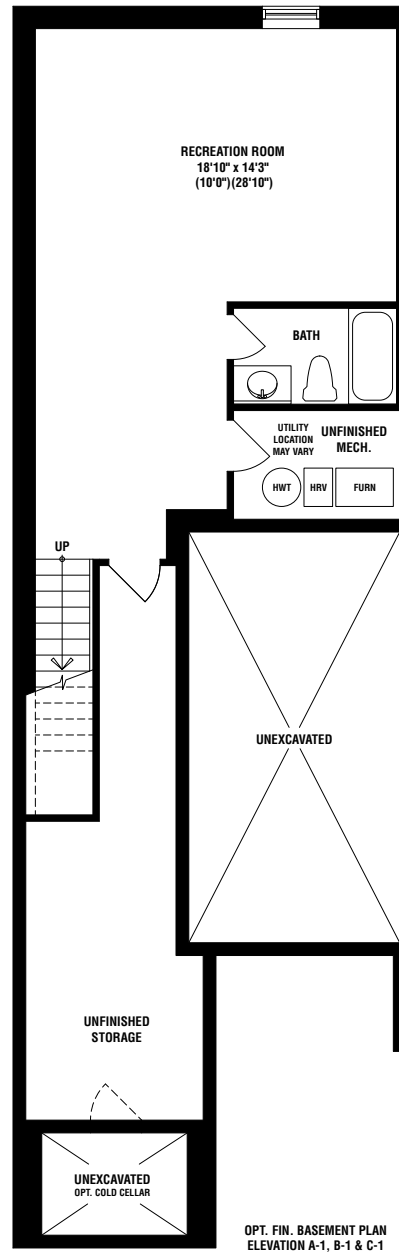 RECREATION ROOM
18'10" x 14'3"
(10'0")(28'10")
BATH
UTILITY
LOCATION
MAY VARY
UNFINISHED
MECH.
HWT
HRV
FURN
UP
UNEXCAVATED
UNFINISHED
STORAGE
UNEXCAVATED
OPT. COLD CELLAR
OPT. FIN. BASEMENT PLAN
ELEVATION A-1, B-1 & C-1